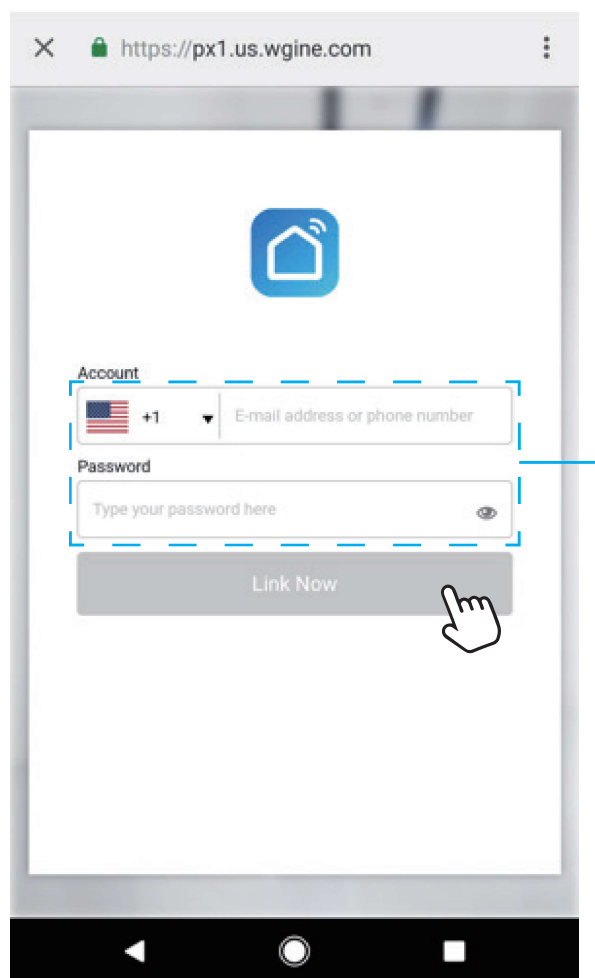 https://px1.us.wgine.com
Account
+1 E-mail address or phone number
Password
Type your password here
Link Now